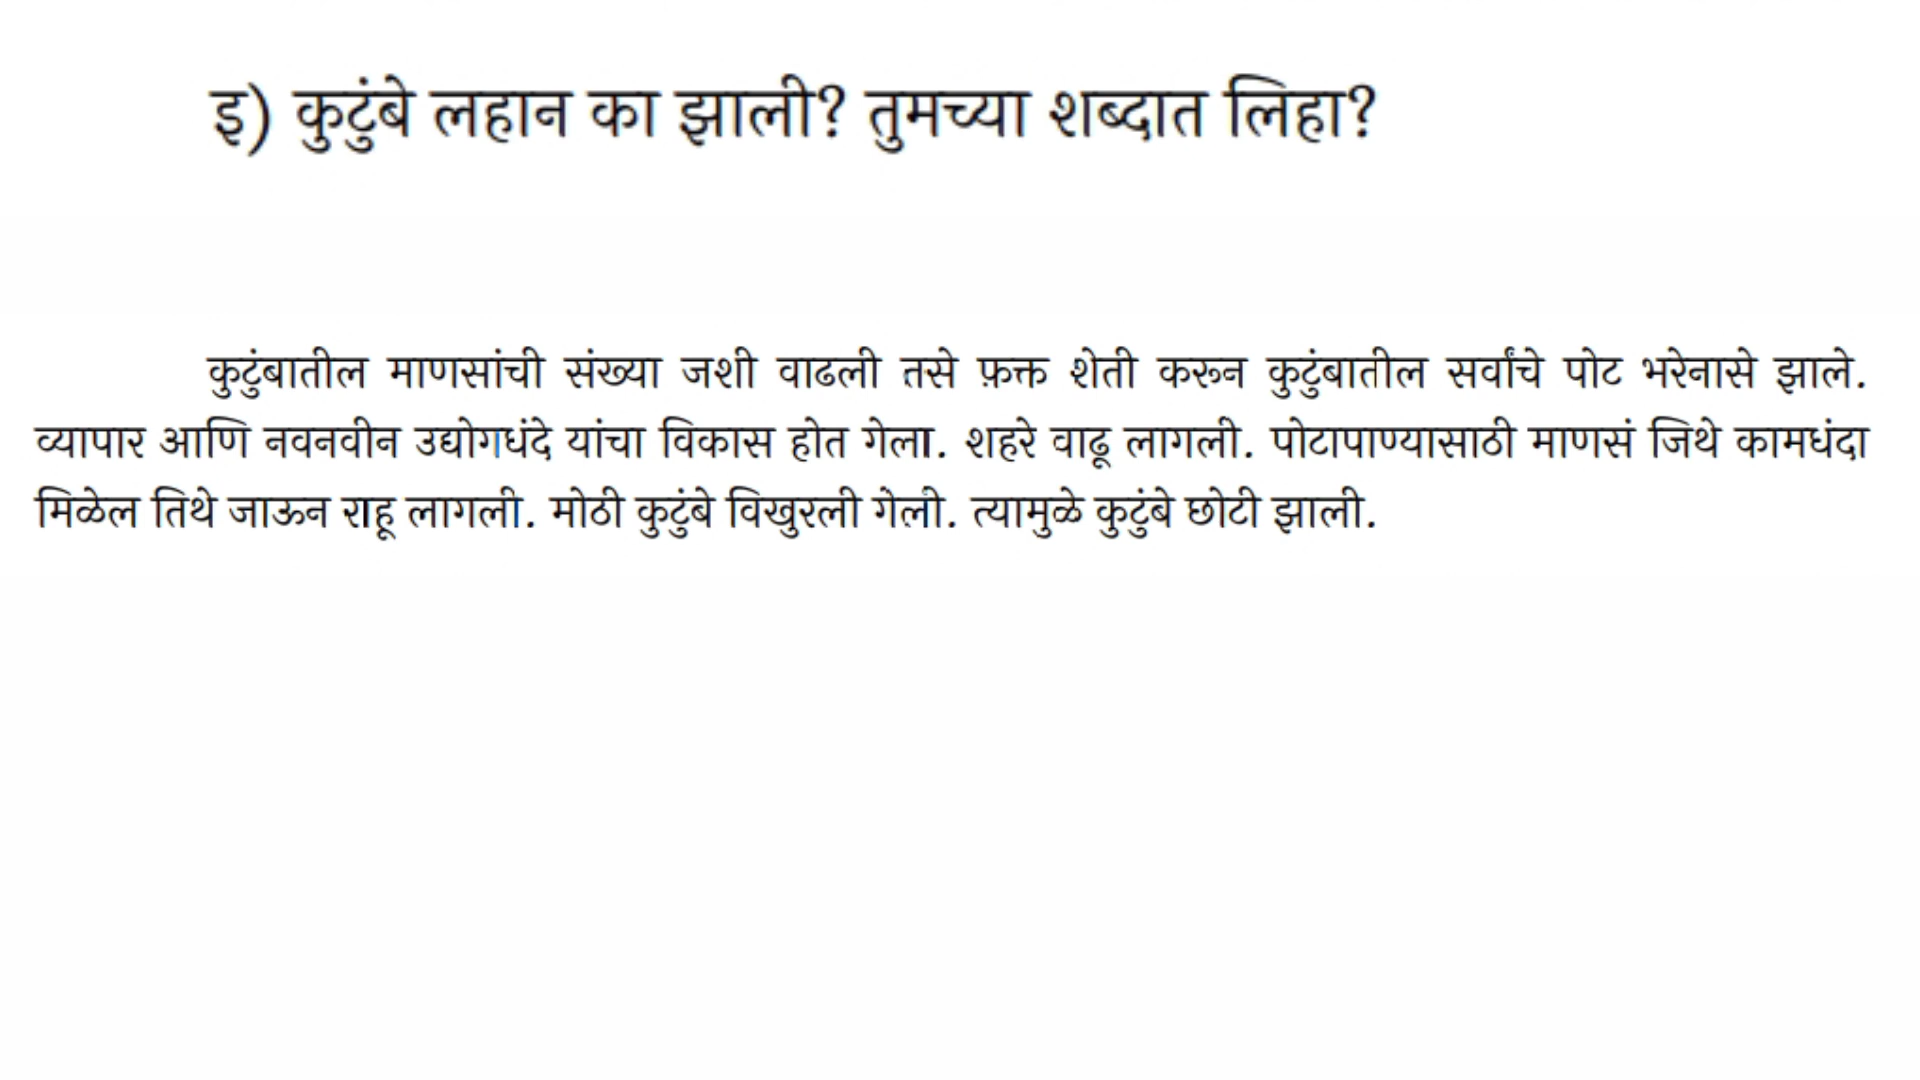 इ) कुटुंबे लहान का झाली? तुमच्या शब्दात लिहा?
कुटुंबातील माणसांची संख्या जशी वाढली तसे फ़क्त शेती करून कुटुंबातील सर्वांचे पोट भरेनासे झाले.
व्यापार आणि नवनवीन उद्योगधंदे यांचा विकास होत गेला. शहरे वाढू लागली. पोटापाण्यासाठी माणसं जिथे कामधंदा
मिळेल तिथे जाऊन राहू लागली. मोठी कुटुंबे विखुरली गेली. त्यामुळे कुटुंबे छोटी झाली.